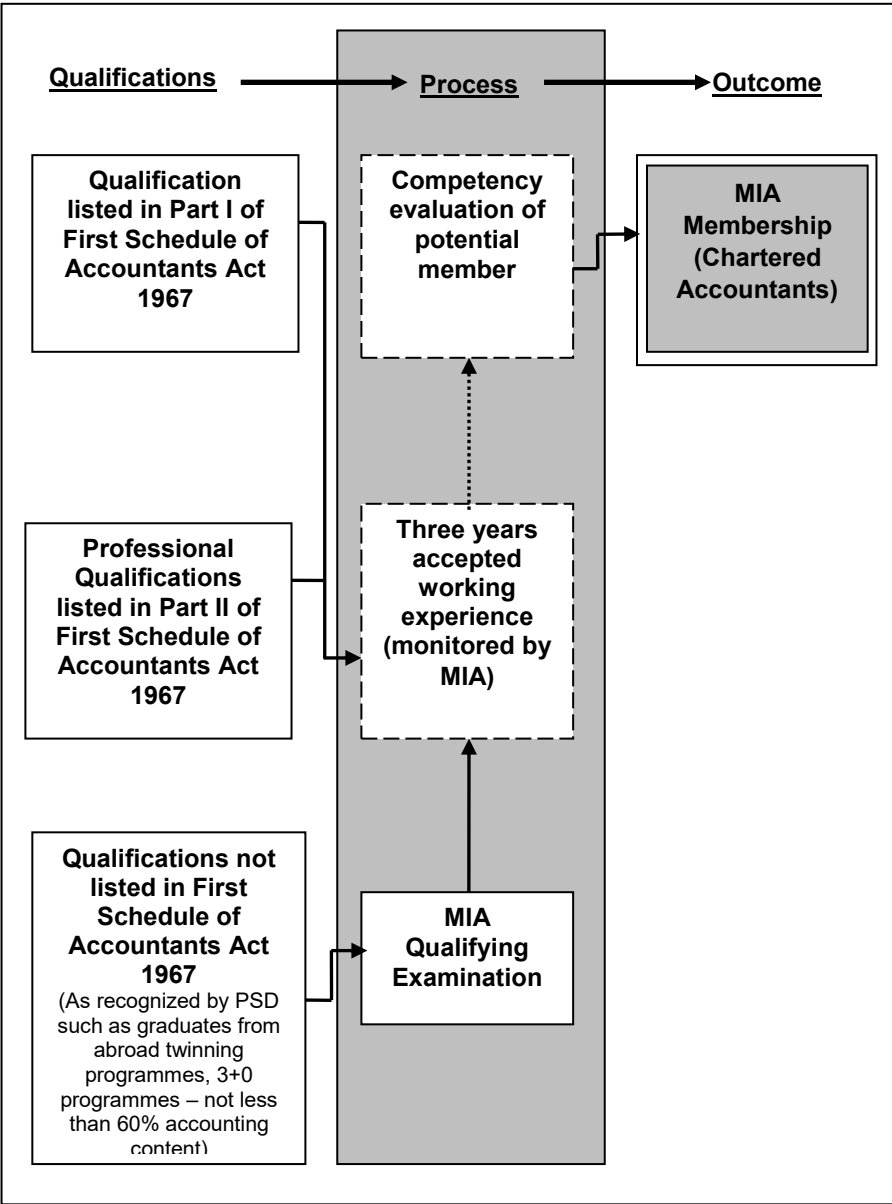 Qualifications
Process
Outcome
Qualification
listed in Part I of
First Schedule of
Accountants Act
1967
Competency
evaluation of
potential
member
MIA
Membership
(Chartered
Accountants)
Professional
Qualifications
listed in Part II of
First Schedule of
Accountants Act
1967
Three years
accepted
working
experience
(monitored by
MIA)
Qualifications not
listed in First
Schedule of
Accountants Act
1967
(As recognized by PSD
such as graduates from
abroad twinning
programmes, 3+0
programmes – not less
than 60% accounting
content)
MIA
Qualifying
Examination